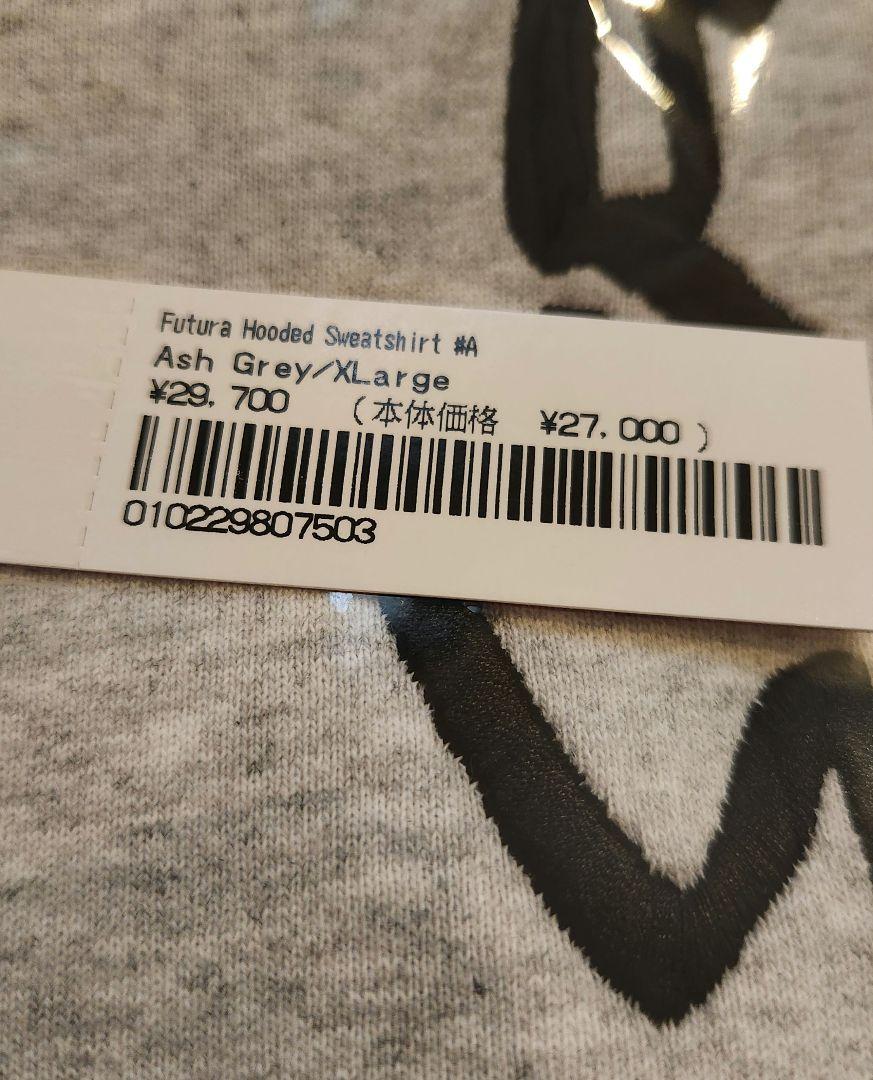 Futura Hooded Sweatshirt #A
Ash Grey/XLarge
¥29,700 (本体価格 ¥27,000)
010229807503